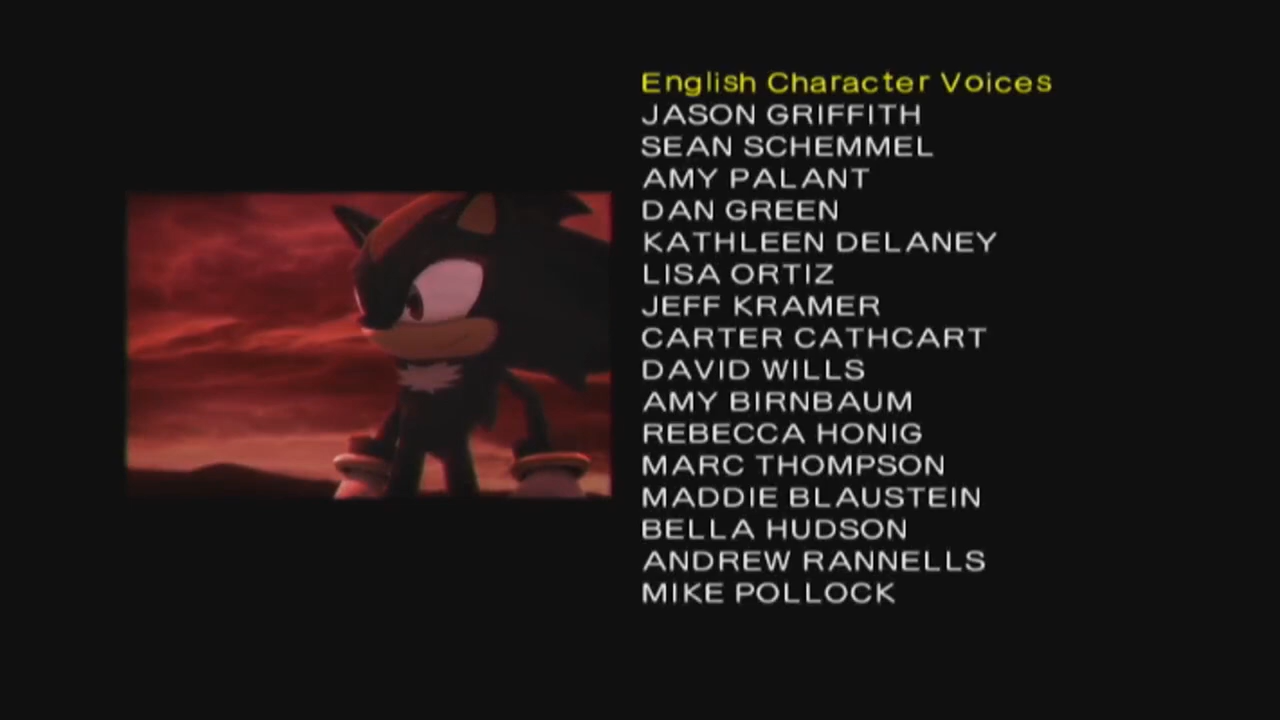 English Character Voices
JASON GRIFFITH
SEAN SCHEMMEL
AMY PALANT
DAN GREEN
KATHLEEN DELANEY
LISA ORTIZ
JEFF KRAMER
CARTER CATHCART
DAVID WILLS
AMY BIRNBAUM
REBECCA HONIG
MARC THOMPSON
MADDIE BLAUSTEIN
BELLA HUDSON
ANDREW RANNELLS
MIKE POLLOCK